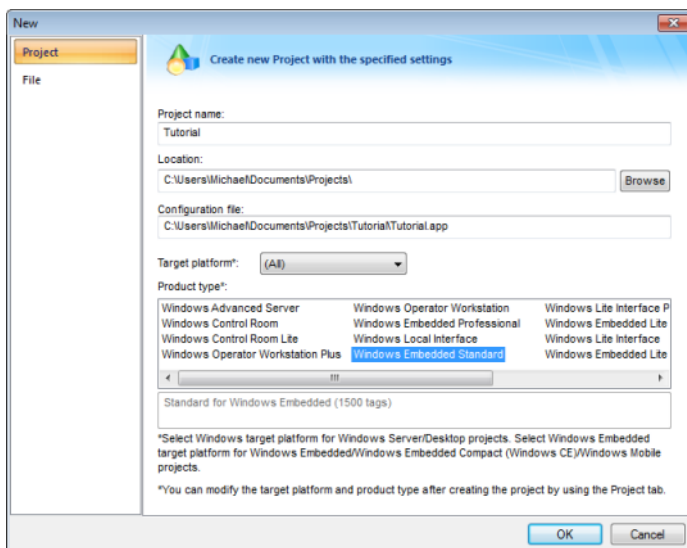 New
Project
File
Create new Project with the specified settings
Project name:
Tutorial
Location:
C:\Users\Michael\Documents\Projects\
Browse
Configuration file:
C:\Users\Michael\Documents\Projects\Tutorial\Tutorial.app
Target platform*: (All)
Product type*:
Windows Advanced Server Windows Operator Workstation Windows Lite Interface P
Windows Control Room Windows Embedded Professional Windows Embedded Lite
Windows Control Room Lite Windows Local Interface Windows Lite Interface
Windows Operator Workstation Plus Windows Embedded Standard Windows Embedded Lite
Standard for Windows Embedded (1500 tags)
*Select Windows target platform for Windows Server/Desktop projects. Select Windows Embedded
target platform for Windows Embedded/Windows Embedded Compact (Windows CE)/Windows Mobile
projects.
*You can modify the target platform and product type after creating the project by using the Project tab.
OK Cancel